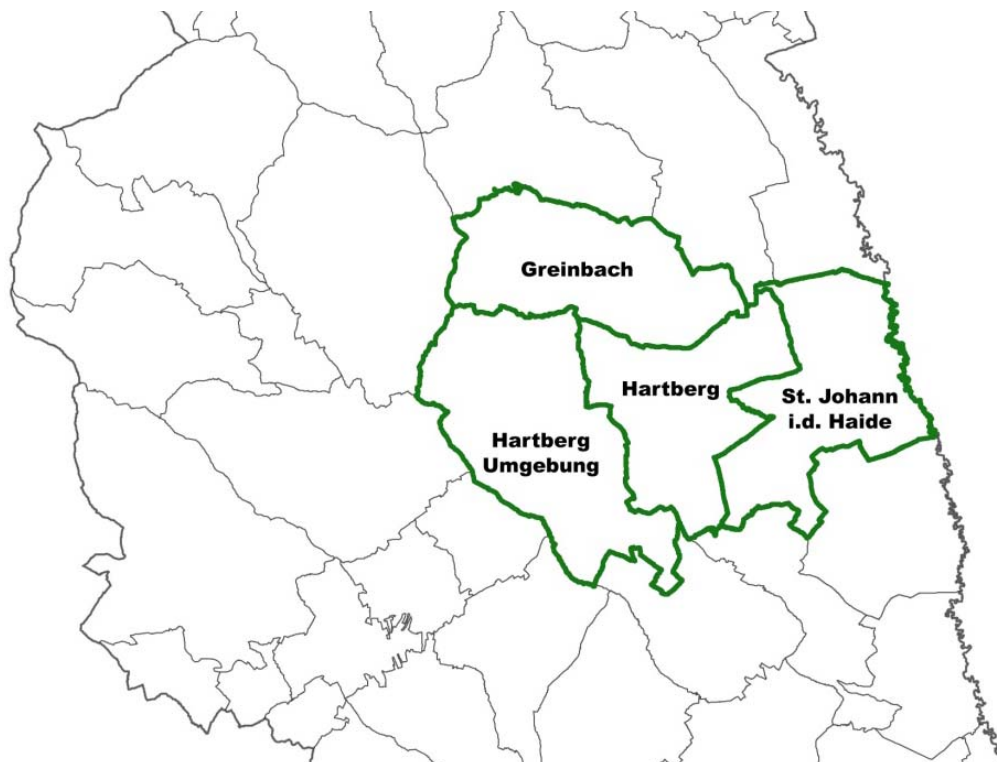 Greinbach
Hartberg
St. Johann
i.d. Haide
Hartberg
Umgebung